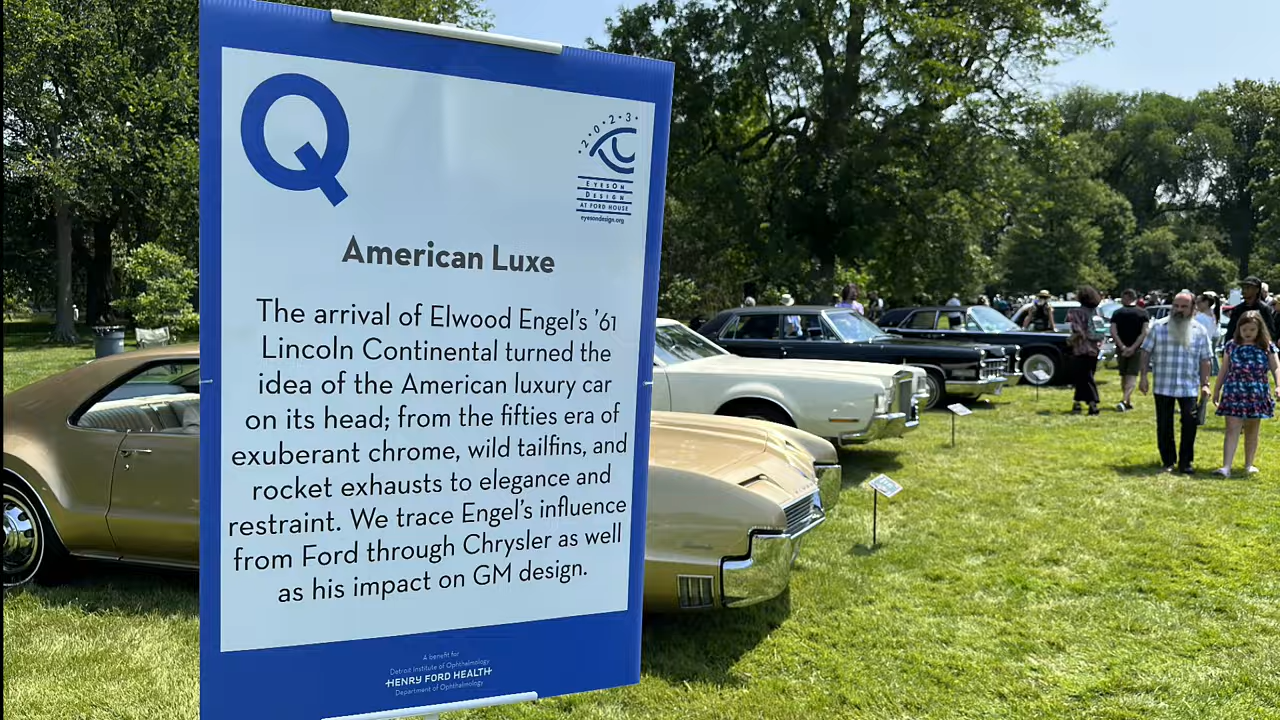 Q
·2·0·2·3·
EYESON
DESIGN
AT FORD HOUSE
eyesondesign.org
American Luxe
The arrival of Elwood Engel's '61
Lincoln Continental turned the
idea of the American luxury car
on its head; from the fifties era of
exuberant chrome, wild tailfins, and
rocket exhausts to elegance and
restraint. We trace Engel's influence
from Ford through Chrysler as well
as his impact on GM design.
A benefit for
Detroit Institute of Ophthalmology
HENRY FORD HEALTH
Department of Ophthalmology